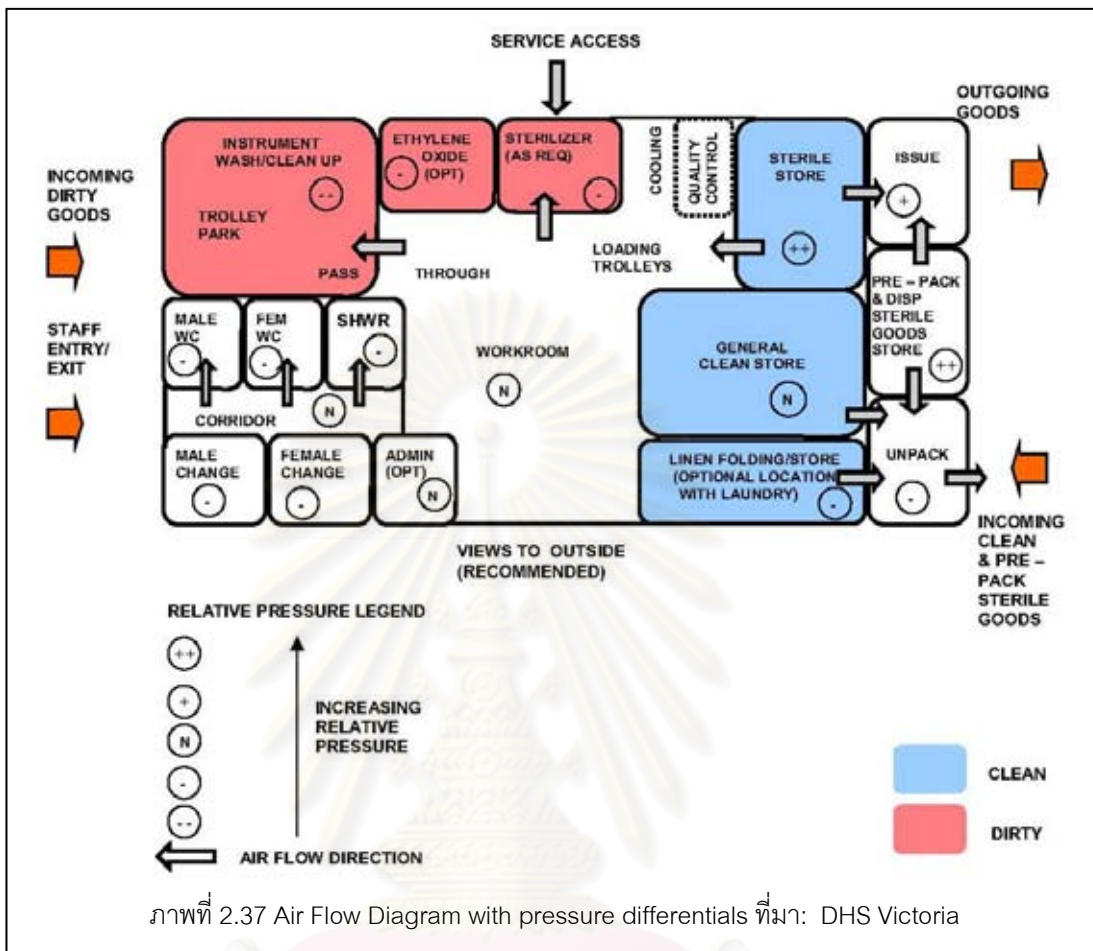 SERVICE ACCESS
OUTGOING
GOODS
INCOMING
DIRTY
GOODS
INSTRUMENT
WASH/CLEAN UP
--
TROLLEY
PARK
PASS
THROUGH
ETHYLENE
OXIDE
(OPT)
-
STERILIZER
(AS REQ)
-
COOLING
QUALITY
CONTROL
STERILE
STORE
++
ISSUE
+
LOADING
TROLLEYS
PRE – PACK
& DISP
STERILE
GOODS
STORE
++
STAFF
ENTRY/
EXIT
MALE
WC
-
FEM
WC
-
SHWR
-
WORKROOM
N
GENERAL
CLEAN STORE
N
CORRIDOR
N
MALE
CHANGE
-
FEMALE
CHANGE
-
ADMIN
(OPT)
N
LINEN FOLDING/STORE
(OPTIONAL LOCATION
WITH LAUNDRY)
-
UNPACK
-
INCOMING
CLEAN
& PRE –
PACK
STERILE
GOODS
VIEWS TO OUTSIDE
(RECOMMENDED)
RELATIVE PRESSURE LEGEND
++
+
N
-
--
INCREASING
RELATIVE
PRESSURE
AIR FLOW DIRECTION
CLEAN
DIRTY
ภาพที่ 2.37 Air Flow Diagram with pressure differentials ที่มา: DHS Victoria